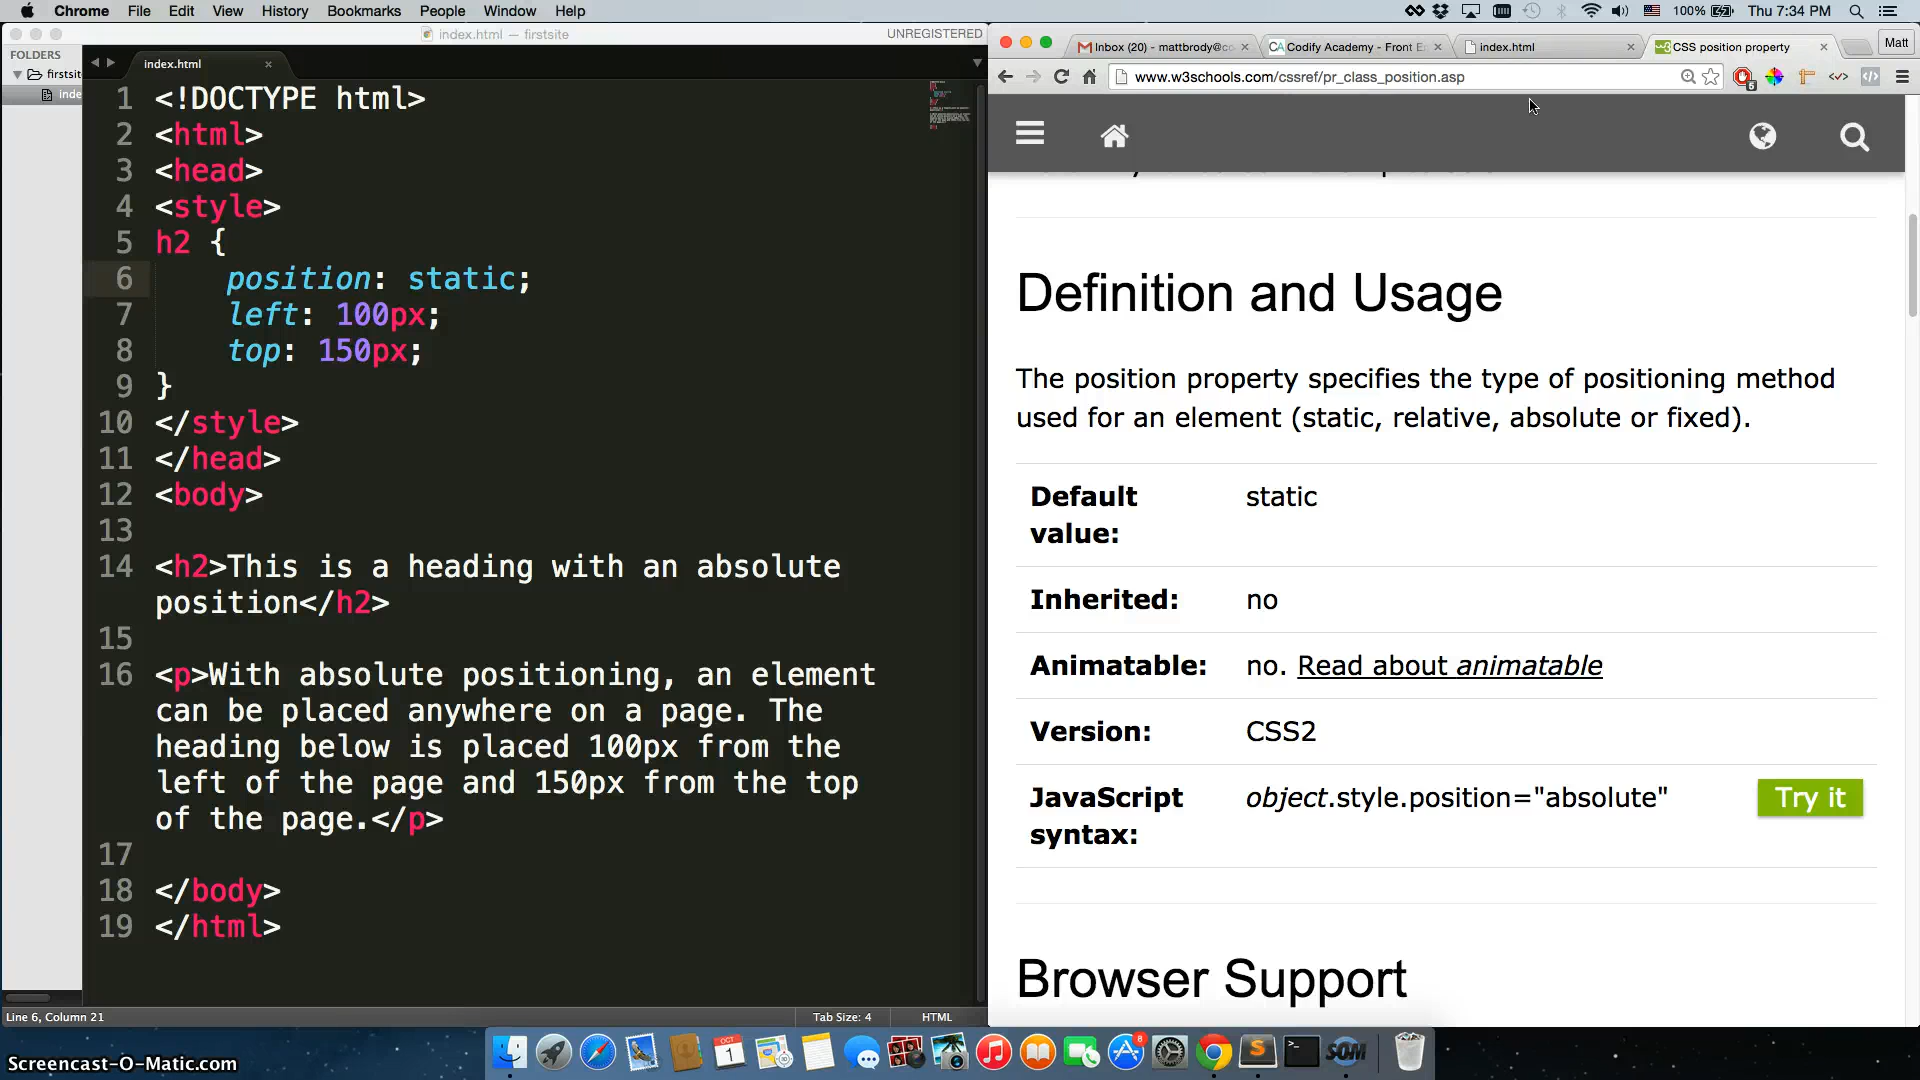 Chrome File Edit View History Bookmarks People Window Help
100% Thu 7:34 PM
index.html — firstsite
UNREGISTERED
FOLDERS
firstsit
inde
index.html
1 <!DOCTYPE html>
2 <html>
3 <head>
4 <style>
5 h2 {
6 position: static;
7 left: 100px;
8 top: 150px;
9 }
10 </style>
11 </head>
12 <body>
13
14 <h2>This is a heading with an absolute
position</h2>
15
16 <p>With absolute positioning, an element
can be placed anywhere on a page. The
heading below is placed 100px from the
left of the page and 150px from the top
of the page.</p>
17
18 </body>
19 </html>
Line 6, Column 21
Tab Size: 4
HTML
Inbox (20) - mattbrody@co
Codify Academy - Front E
index.html
CSS position property
Matt
www.w3schools.com/cssref/pr_class_position.asp
Definition and Usage
The position property specifies the type of positioning method
used for an element (static, relative, absolute or fixed).
Default value: static
Inherited: no
Animatable: no. Read about animatable
Version: CSS2
JavaScript syntax: object.style.position="absolute" Try it
Browser Support
OCT
1
8
SOM
Screencast-O-Matic.com